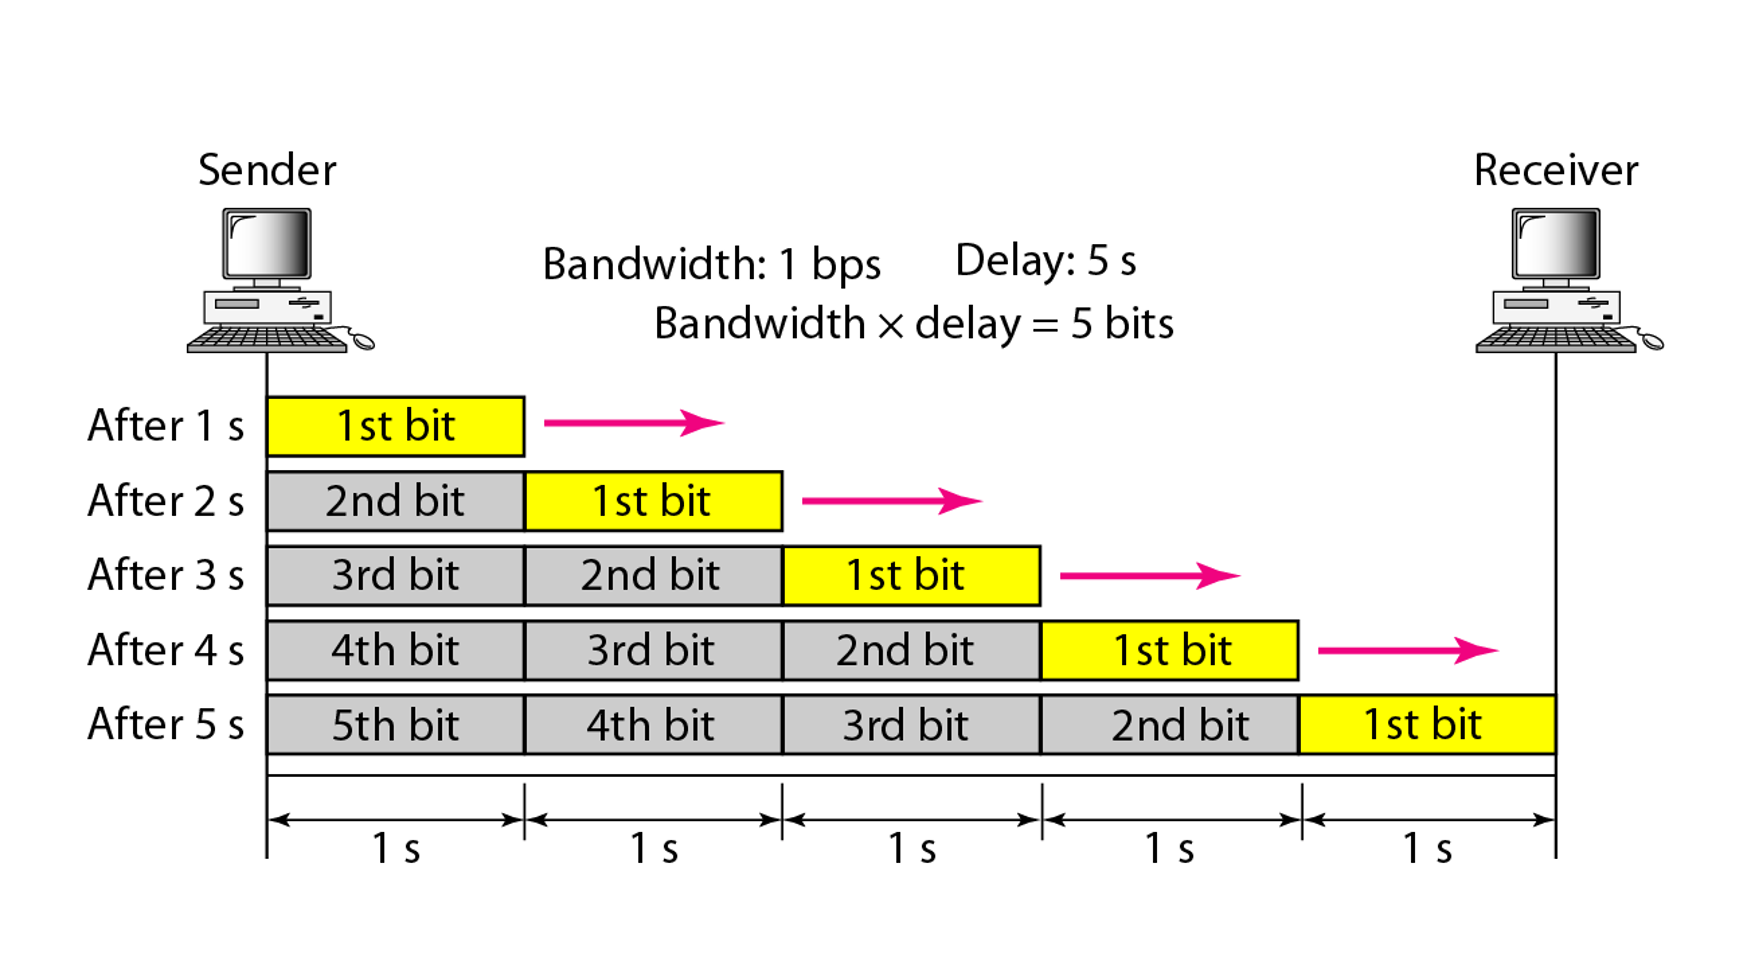 Sender Receiver
Bandwidth: 1 bps Delay: 5 s
Bandwidth × delay = 5 bits
After 1 s 1st bit
After 2 s 2nd bit 1st bit
After 3 s 3rd bit 2nd bit 1st bit
After 4 s 4th bit 3rd bit 2nd bit 1st bit
After 5 s 5th bit 4th bit 3rd bit 2nd bit 1st bit
1 s 1 s 1 s 1 s 1 s